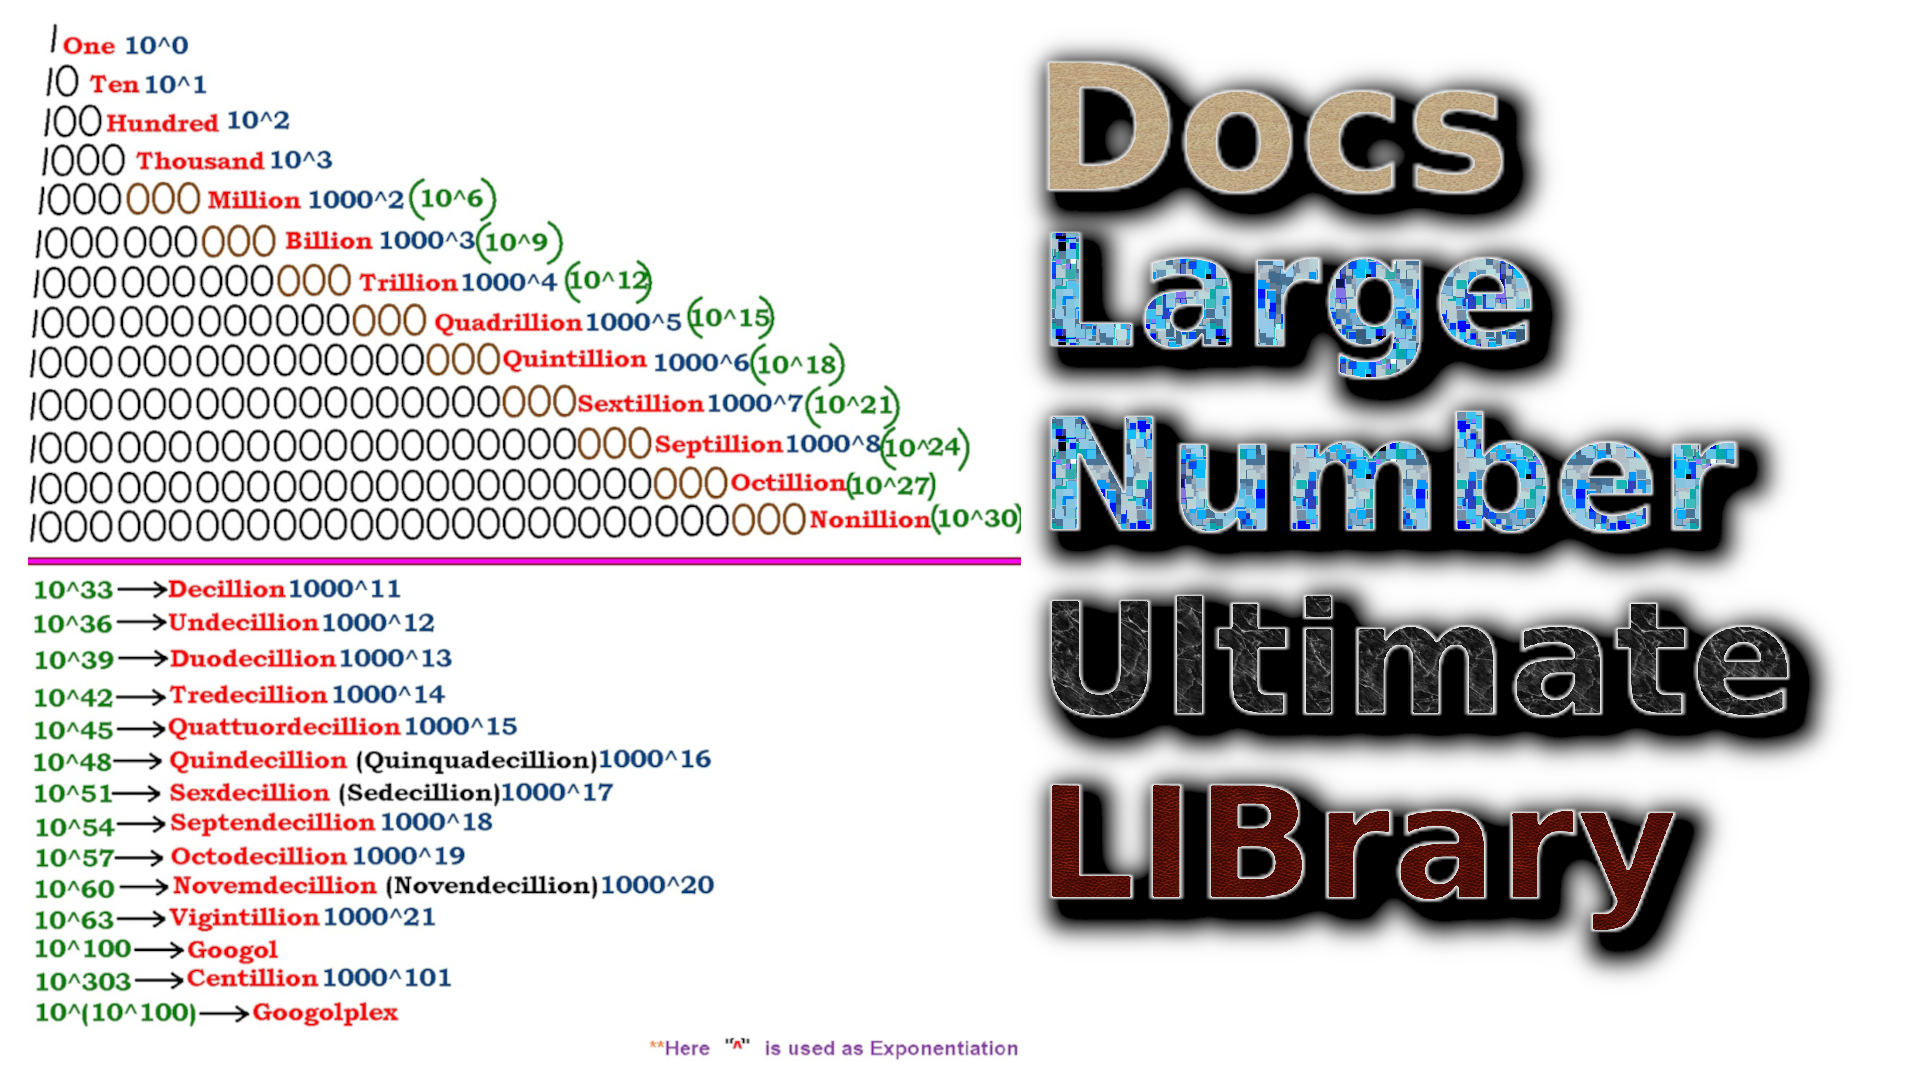 1 One 10^0
10 Ten 10^1
100 Hundred 10^2
1000 Thousand 10^3
1000000 Million 1000^2 (10^6)
1000000000 Billion 1000^3 (10^9)
1000000000000 Trillion 1000^4 (10^12)
1000000000000000 Quadrillion 1000^5 (10^15)
1000000000000000000 Quintillion 1000^6 (10^18)
1000000000000000000000 Sextillion 1000^7 (10^21)
1000000000000000000000000 Septillion 1000^8 (10^24)
1000000000000000000000000000 Octillion (10^27)
1000000000000000000000000000000 Nonillion (10^30)
10^33 → Decillion 1000^11
10^36 → Undecillion 1000^12
10^39 → Duodecillion 1000^13
10^42 → Tredecillion 1000^14
10^45 → Quattuordecillion 1000^15
10^48 → Quindecillion (Quinquadecillion) 1000^16
10^51 → Sexdecillion (Sedecillion) 1000^17
10^54 → Septendecillion 1000^18
10^57 → Octodecillion 1000^19
10^60 → Novemdecillion (Novendecillion) 1000^20
10^63 → Vigintillion 1000^21
10^100 → Googol
10^303 → Centillion 1000^101
10^(10^100) → Googolplex
**Here "^" is used as Exponentiation
Docs
Large
Number
Ultimate
LIBrary